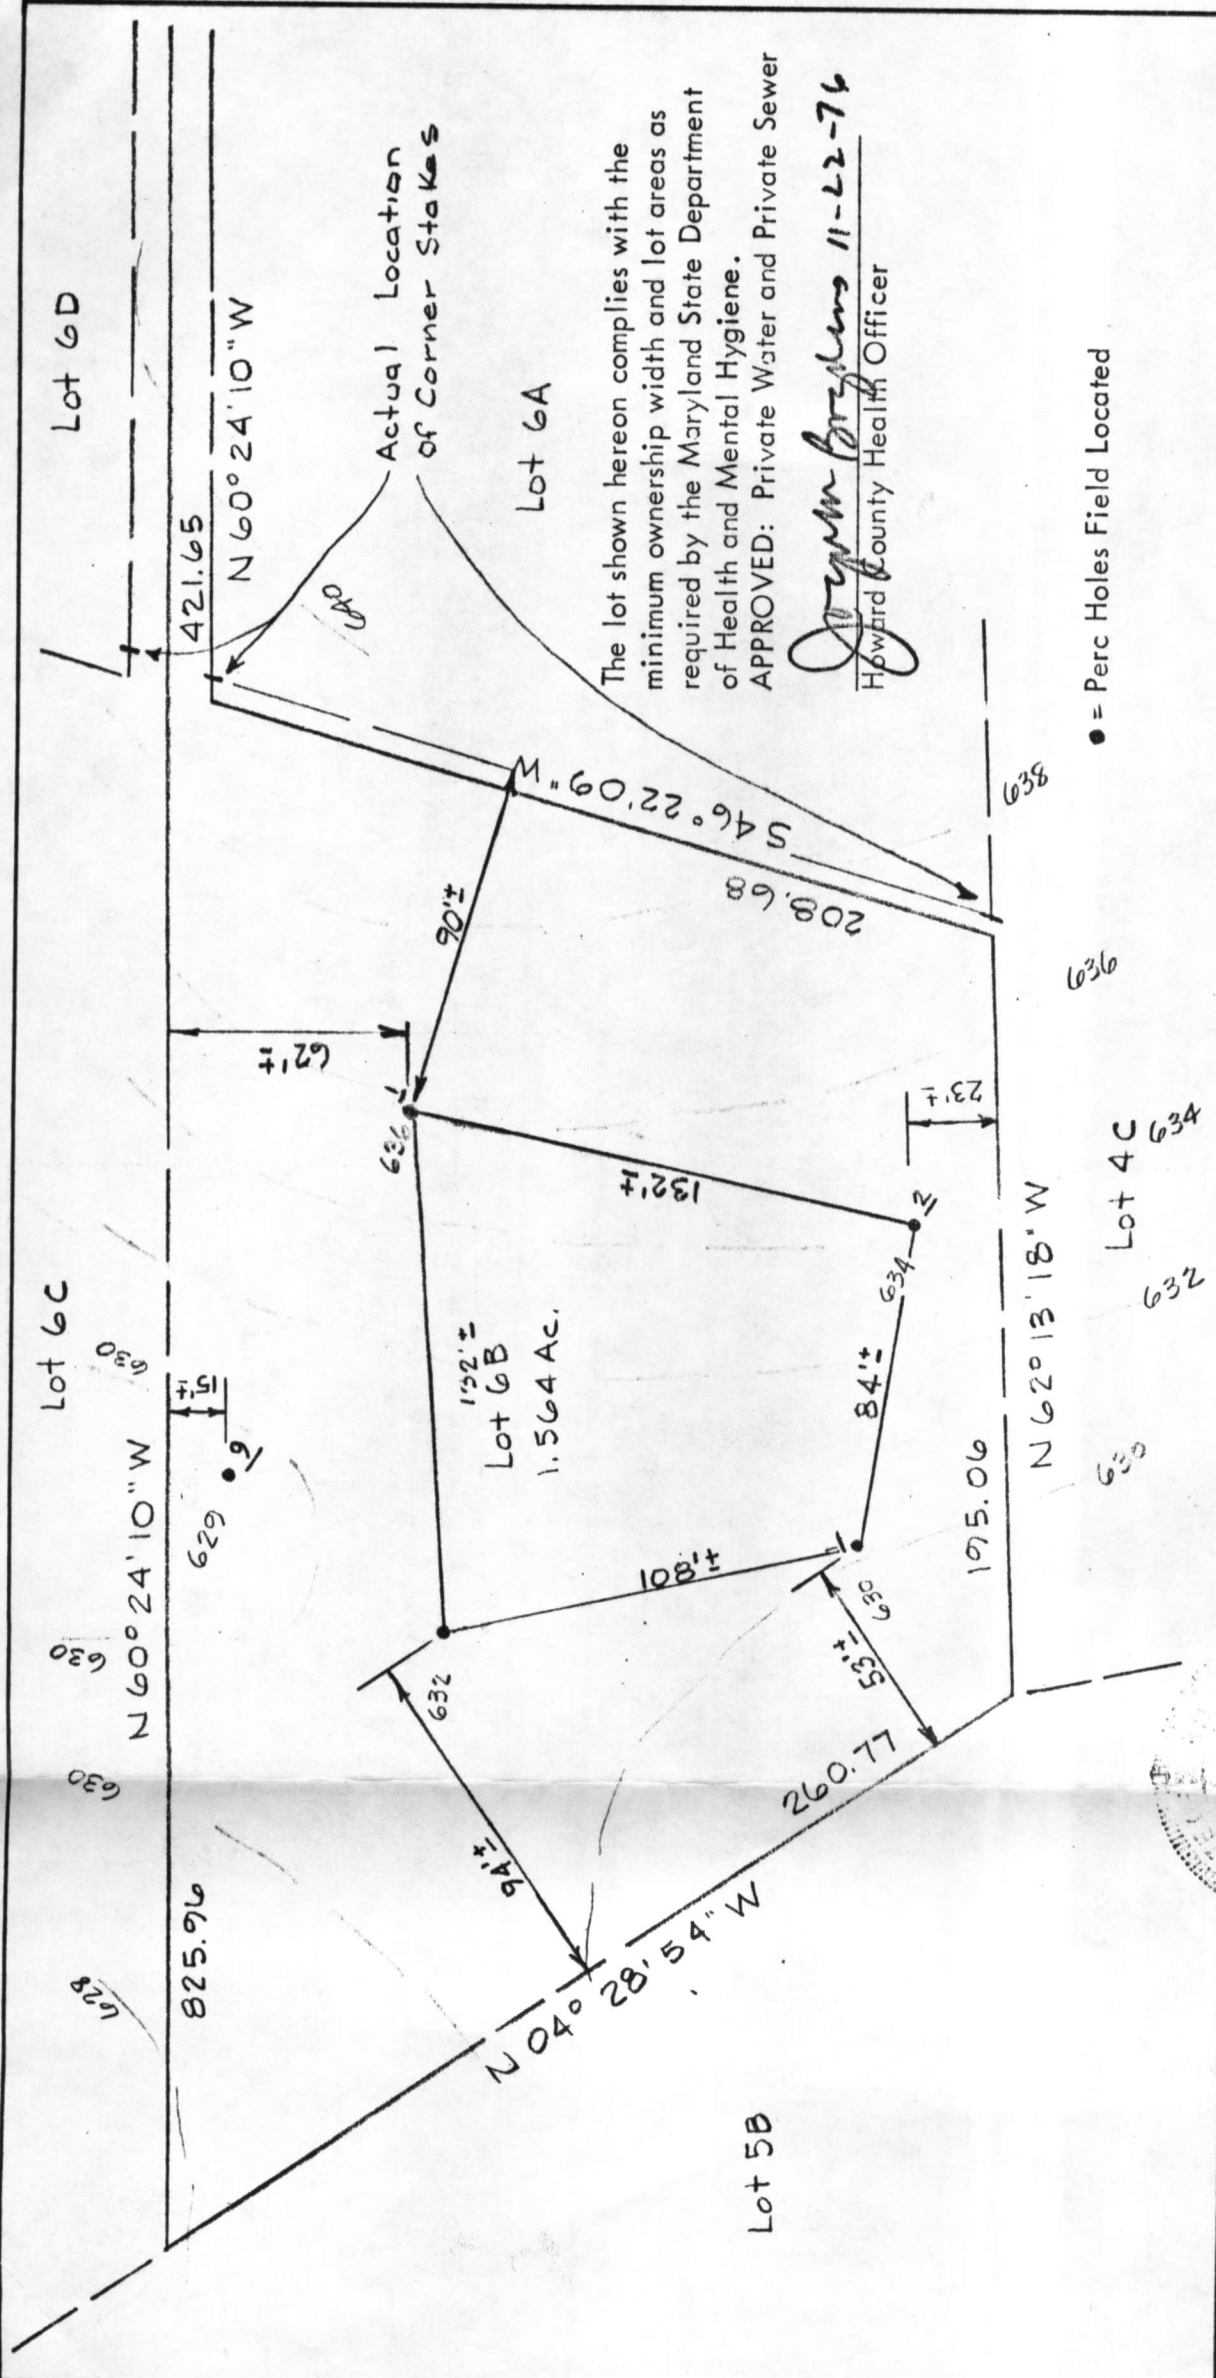 Lot 6D
421.65
N 60° 24' 10" W
Actual Location
of Corner Stakes
640
Lot 6A
The lot shown hereon complies with the
minimum ownership width and lot areas as
required by the Maryland State Department
of Health and Mental Hygiene.
APPROVED: Private Water and Private Sewer
11-22-76
Howard County Health Officer
● = Perc Holes Field Located
S 46° 22' 09" W
208.68
90'±
62'±
636
1
132'±
23'±
2
634
84'±
132'±
Lot 6B
1.564 Ac.
108'±
1
630
53'±
632
94'±
Lot 6C
630
15'±
9
629
N 60° 24' 10" W
630
630
628
825.96
260.77
N 04° 28' 54" W
Lot 5B
195.06
N 62° 13' 18" W
Lot 4C
638
636
634
632
630